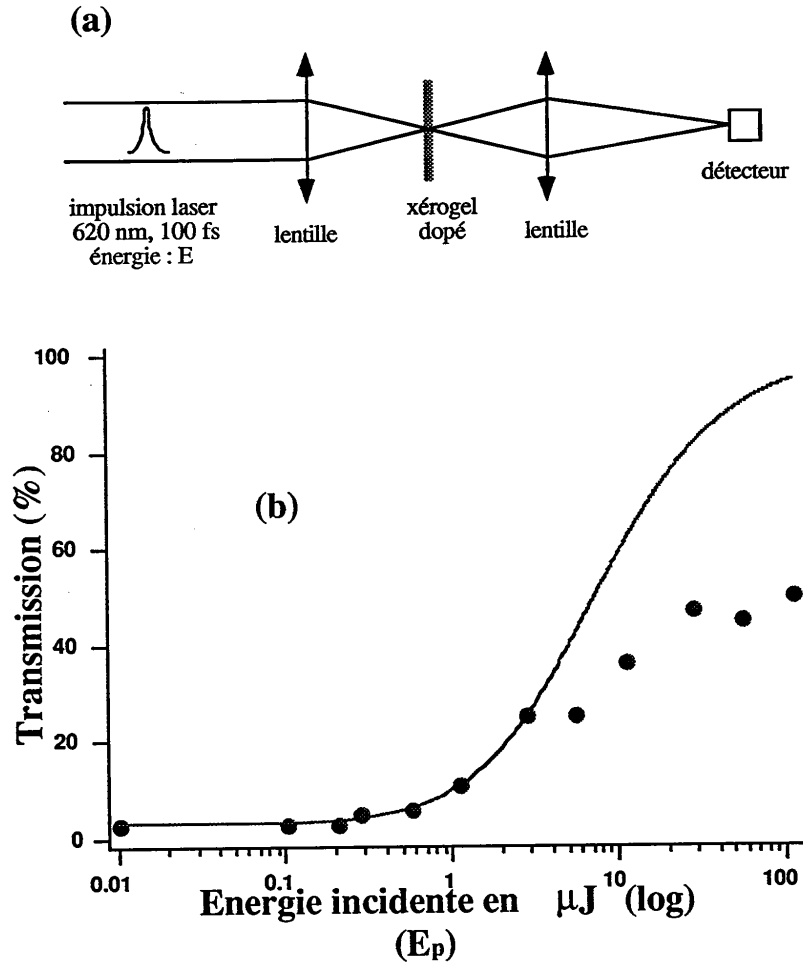 (a)
impulsion laser
620 nm, 100 fs
énergie : E
lentille
xérogel
dopé
lentille
détecteur
(b)
Transmission (%)
100
80
60
40
20
0
0.01
0.1
1
10
100
Energie incidente en μJ (log)
(Ep)